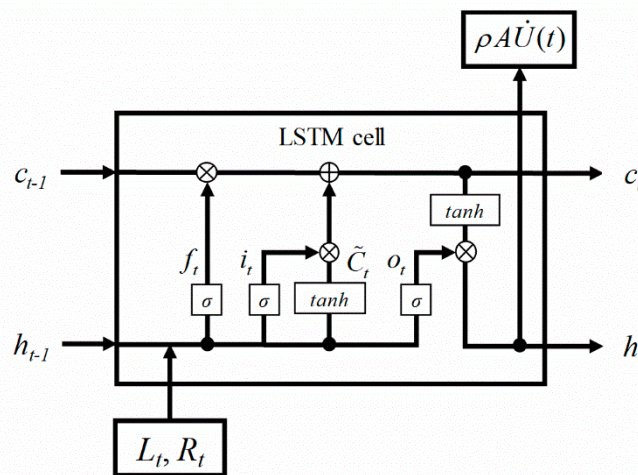 ρAU̇(t)
LSTM cell
c_{t-1}
c
tanh
f_t
i_t
C̃_t
o_t
σ
σ
tanh
σ
h_{t-1}
h
L_t, R_t